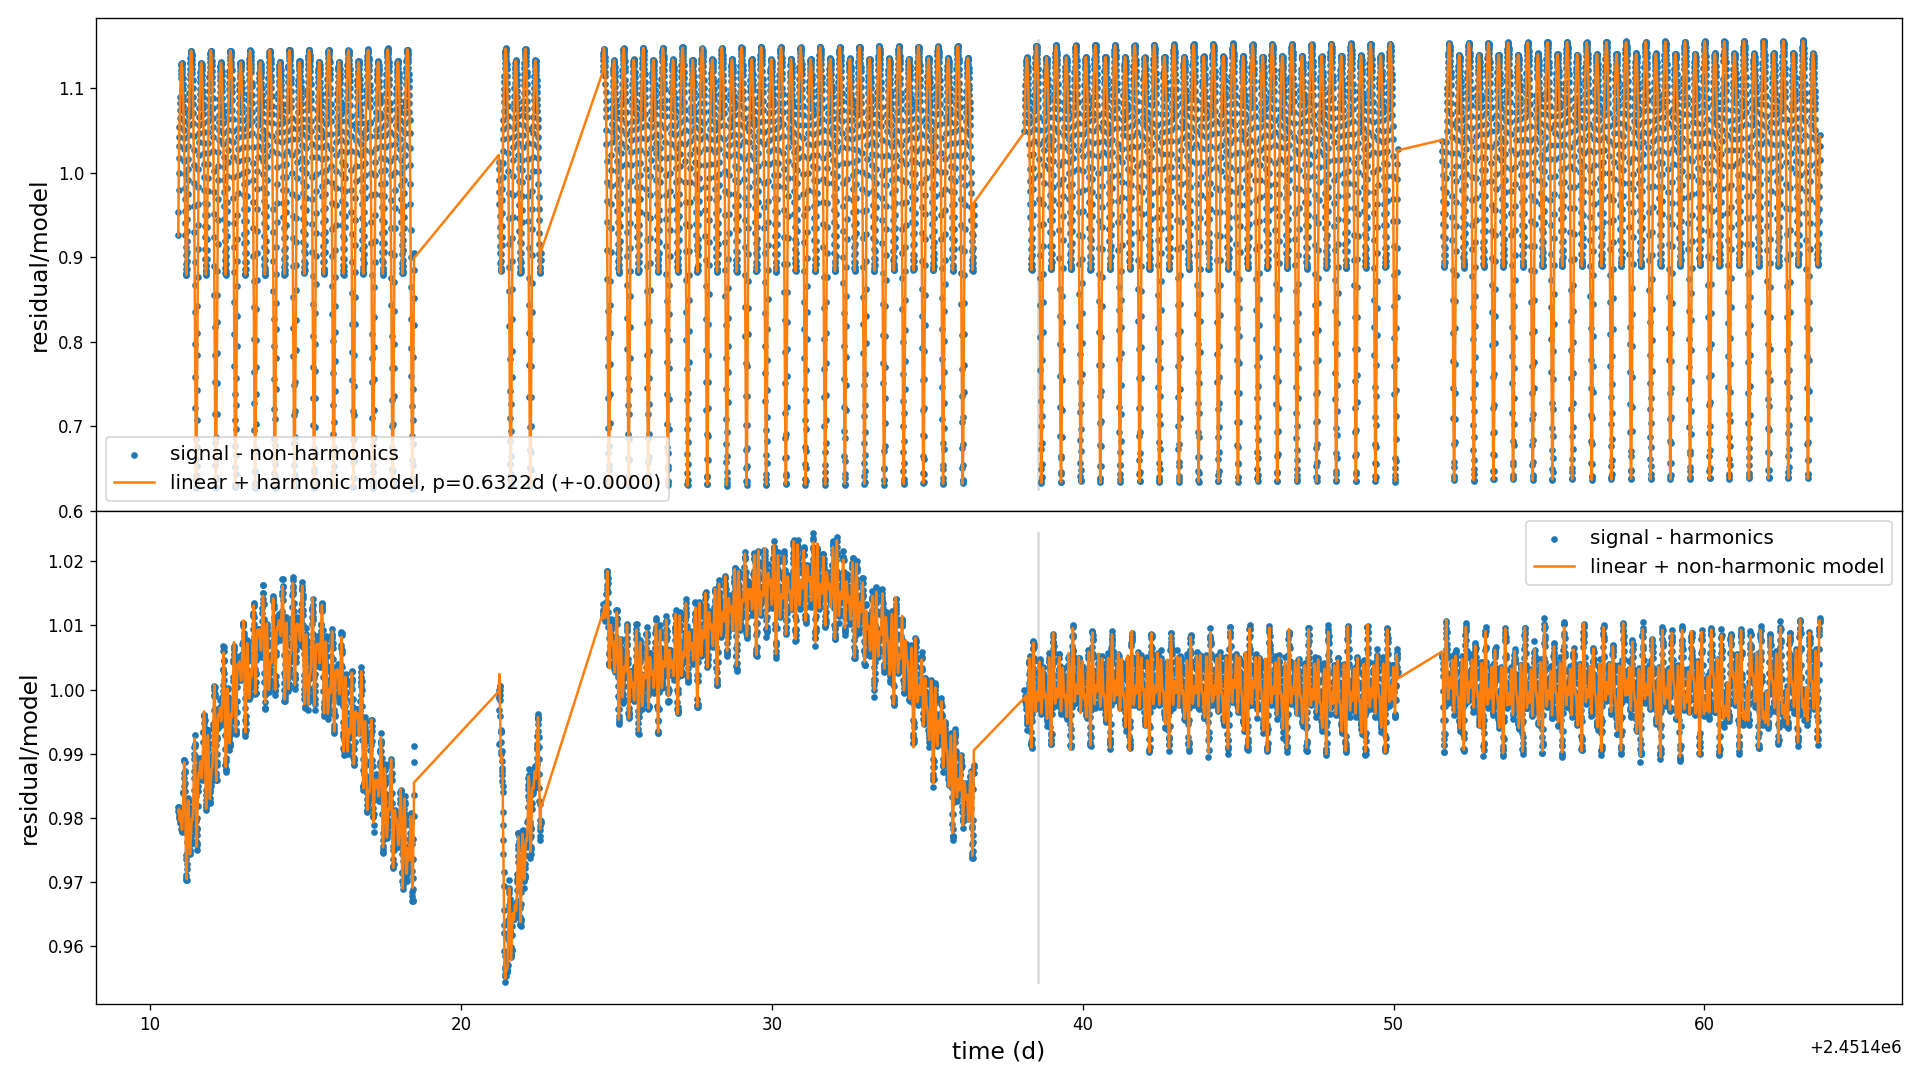 residual/model
1.1
1.0
0.9
0.8
0.7
0.6
signal - non-harmonics
linear + harmonic model, p=0.6322d (+-0.0000)
residual/model
1.02
1.01
1.00
0.99
0.98
0.97
0.96
signal - harmonics
linear + non-harmonic model
10 20 30 40 50 60
time (d)
+2.4514e6